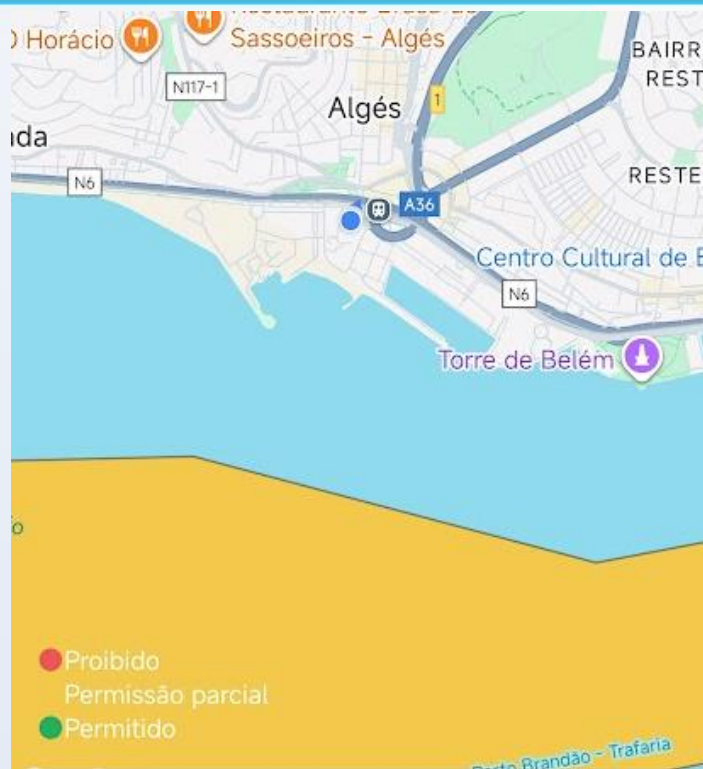 Horácio
Sassoeiros - Algés
BAIRR
REST
N117-1
Algés
1
N6
RESTE
A36
Centro Cultural de
N6
Torre de Belém
Proibido
Permissão parcial
Permitido
Porto Brandão - Trafaria